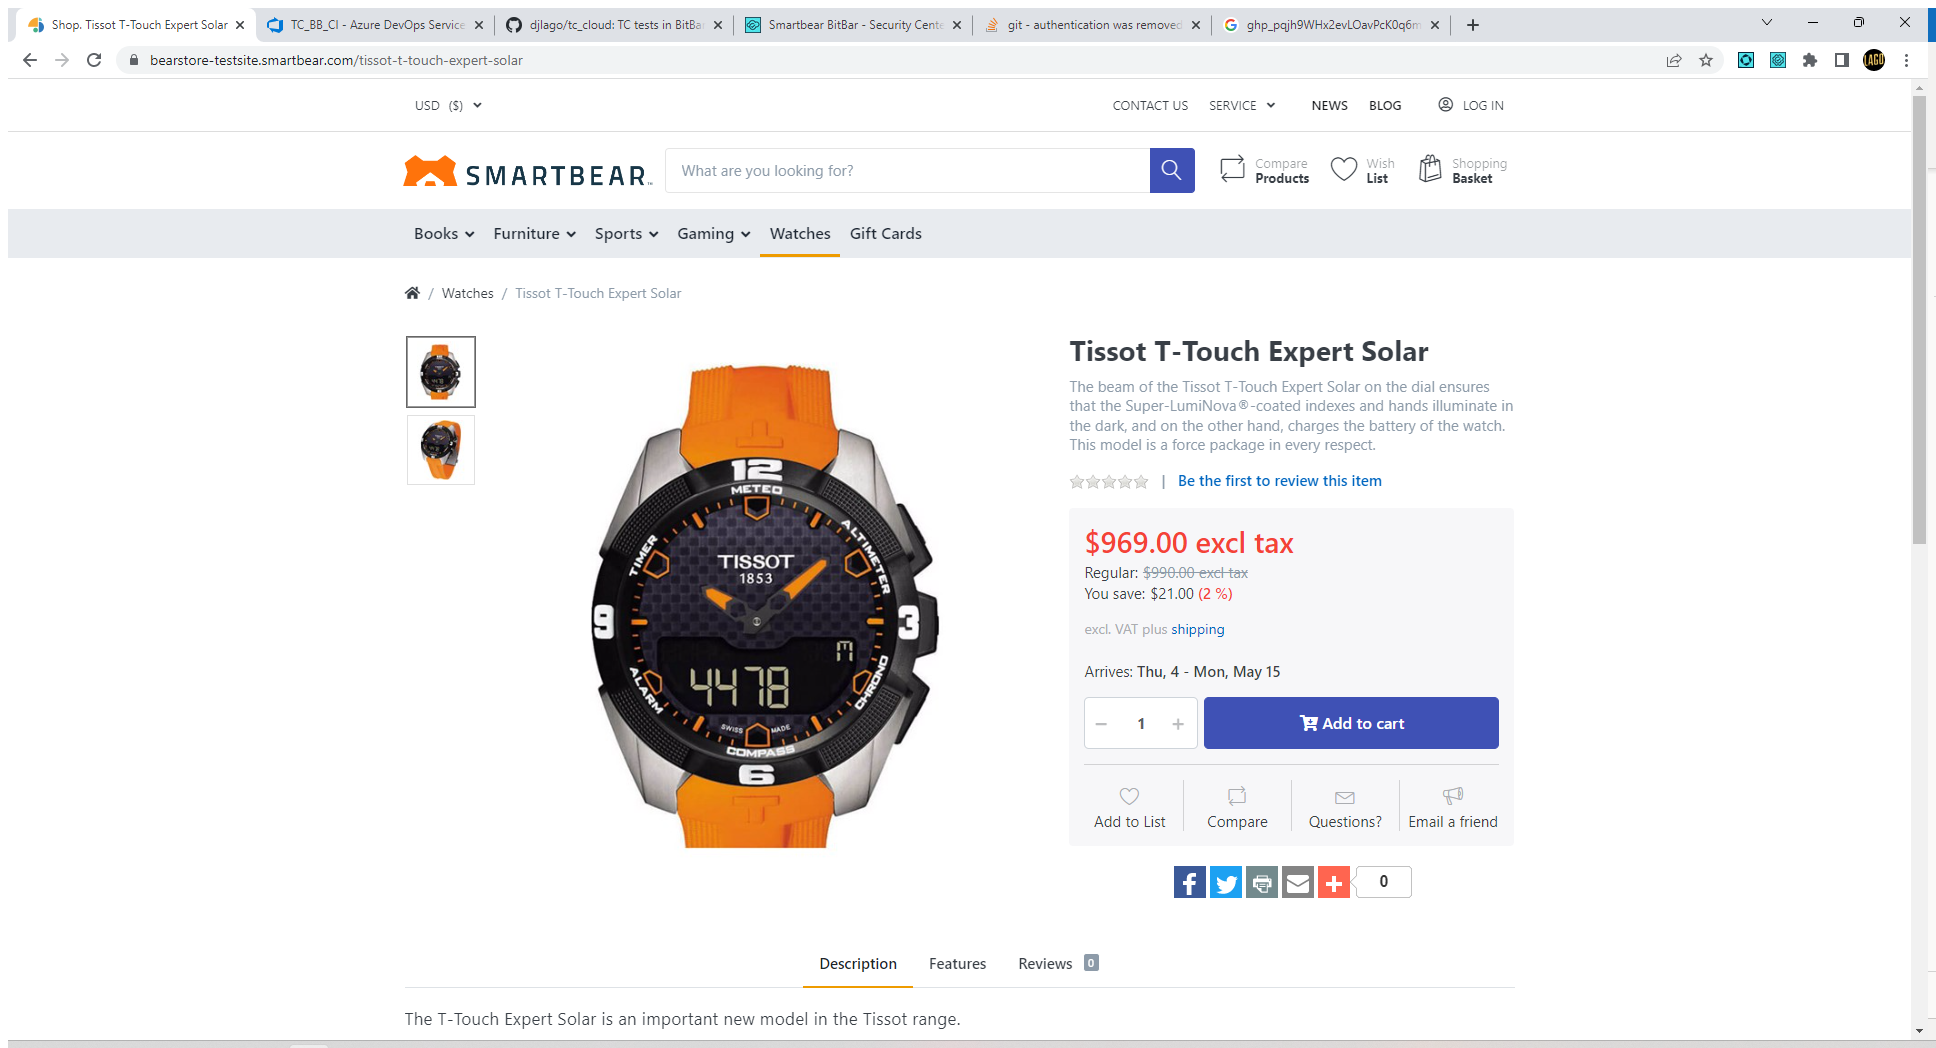 Shop. Tissot T-Touch Expert Solar
TC_BB_CI - Azure DevOps Service
djlago/tc_cloud: TC tests in BitBa
Smartbear BitBar - Security Cente
git - authentication was removed
bearstore-testsite.smartbear.com/tissot-t-touch-expert-solar
LAGO
USD ($)
CONTACT US SERVICE NEWS BLOG LOG IN
SMARTBEAR
What are you looking for?
Compare
Products
Wish
List
Shopping
Basket
Books Furniture Sports Gaming Watches Gift Cards
/ Watches / Tissot T-Touch Expert Solar
12
METEO
ALTIMETER
TIMER
TISSOT
1853
9
3
M
4478
ALARM
CHRONO
SWISS MADE
COMPASS
6
Tissot T-Touch Expert Solar
The beam of the Tissot T-Touch Expert Solar on the dial ensures
that the Super-LumiNova®-coated indexes and hands illuminate in
the dark, and on the other hand, charges the battery of the watch.
This model is a force package in every respect.
| Be the first to review this item
$969.00 excl tax
Regular: $990.00 excl tax
You save: $21.00 (2 %)
excl. VAT plus shipping
Arrives: Thu, 4 - Mon, May 15
− 1 +
Add to cart
Add to List
Compare
Questions?
Email a friend
0
Description Features Reviews 0
The T-Touch Expert Solar is an important new model in the Tissot range.